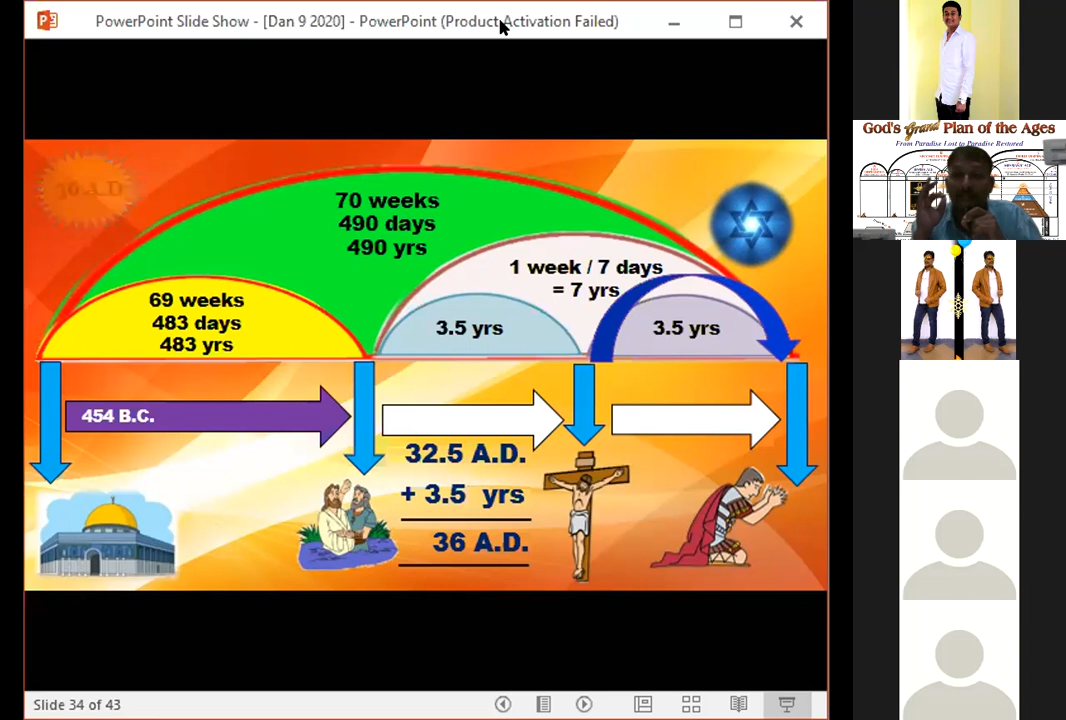 PowerPoint Slide Show - [Dan 9 2020] - PowerPoint (Product Activation Failed)
36 A.D
70 weeks
490 days
490 yrs
1 week / 7 days
= 7 yrs
69 weeks
483 days
483 yrs
3.5 yrs
3.5 yrs
454 B.C.
32.5 A.D.
+ 3.5 yrs
36 A.D.
Slide 34 of 43
God's Grand Plan of the Ages
From Paradise Lost to Paradise Restored